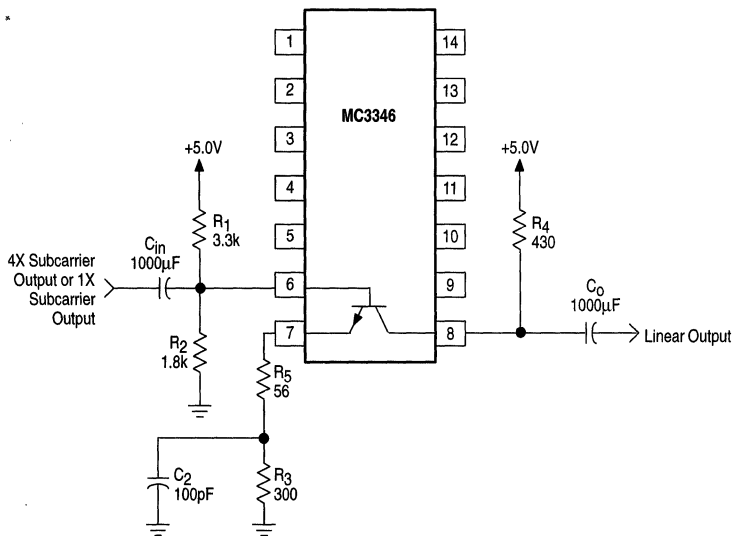 MC3346
1
2
3
4
5
6
7
14
13
12
11
10
9
8
+5.0V
R1
3.3k
Cin
1000μF
4X Subcarrier
Output or 1X
Subcarrier
Output
R2
1.8k
R5
56
C2
100pF
R3
300
+5.0V
R4
430
Co
1000μF
Linear Output